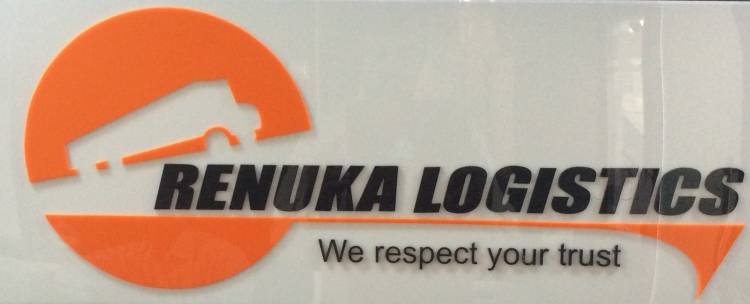 RENUKA LOGISTICS
We respect your trust